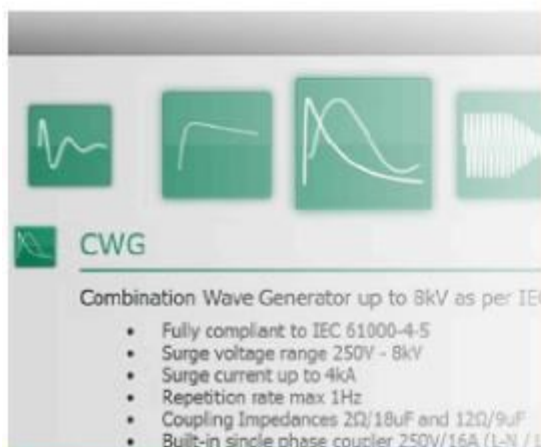 CWG
Combination Wave Generator up to 8kV as per IEC
Fully compliant to IEC 61000-4-5
Surge voltage range 250V - 8kV
Surge current up to 4kA
Repetition rate max 1Hz
Coupling Impedances 2Ω/18uF and 12Ω/9uF
Built-in single phase coupler 250V/16A (L-N /